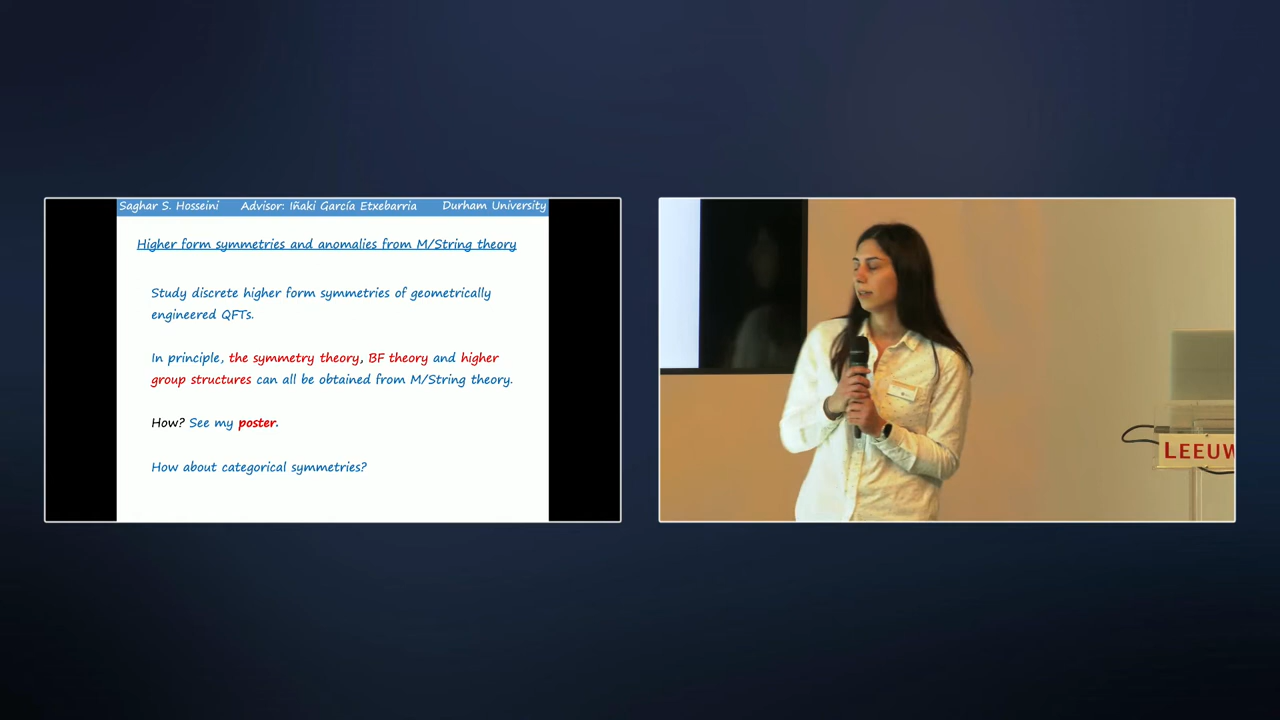 Saghar S. Hosseini Advisor: Iñaki García Etxebarria Durham University
Higher form symmetries and anomalies from M/String theory
Study discrete higher form symmetries of geometrically
engineered QFTs.
In principle, the symmetry theory, BF theory and higher
group structures can all be obtained from M/String theory.
How? See my poster.
How about categorical symmetries?
LEEUW